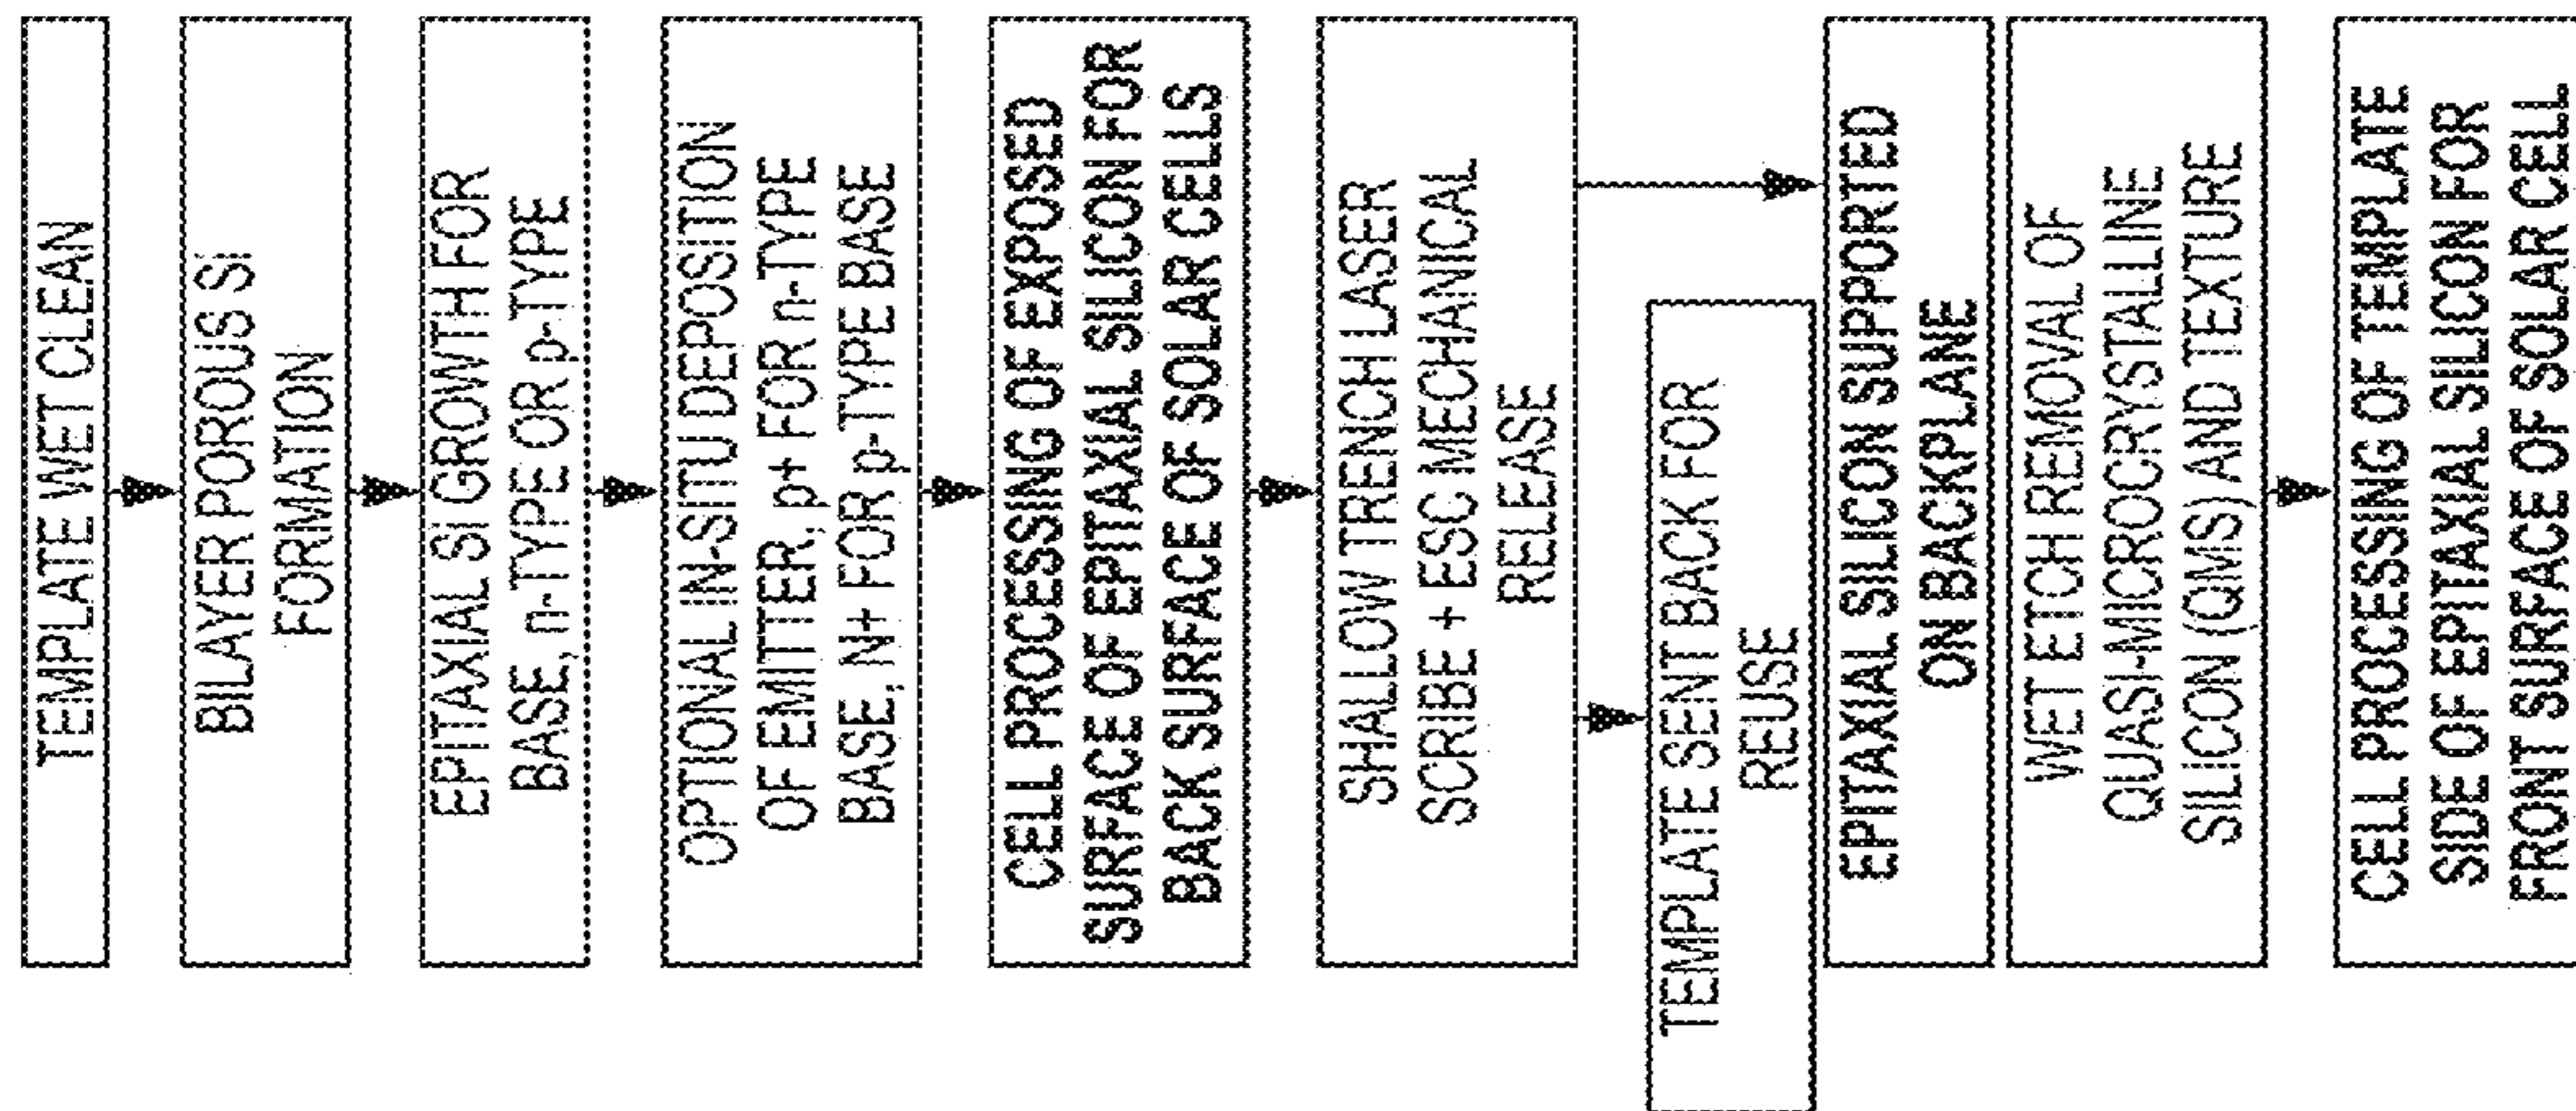 TEMPLATE WET CLEAN
BILAYER POROUS Si
FORMATION
EPITAXIAL Si GROWTH FOR
BASE, n-TYPE OR p-TYPE
OPTIONAL IN-SITU DEPOSITION
OF EMITTER, p+ FOR n-TYPE
BASE, N+ FOR p-TYPE BASE
CELL PROCESSING OF EXPOSED
SURFACE OF EPITAXIAL SILICON FOR
BACK SURFACE OF SOLAR CELLS
SHALLOW TRENCH LASER
SCRIBE + ESC MECHANICAL
RELEASE
TEMPLATE SENT BACK FOR
REUSE
EPITAXIAL SILICON SUPPORTED
ON BACKPLANE
WET ETCH REMOVAL OF
QUASI-MICROCRYSTALLINE
SILICON (QMS) AND TEXTURE
CELL PROCESSING OF TEMPLATE
SIDE OF EPITAXIAL SILICON FOR
FRONT SURFACE OF SOLAR CELL